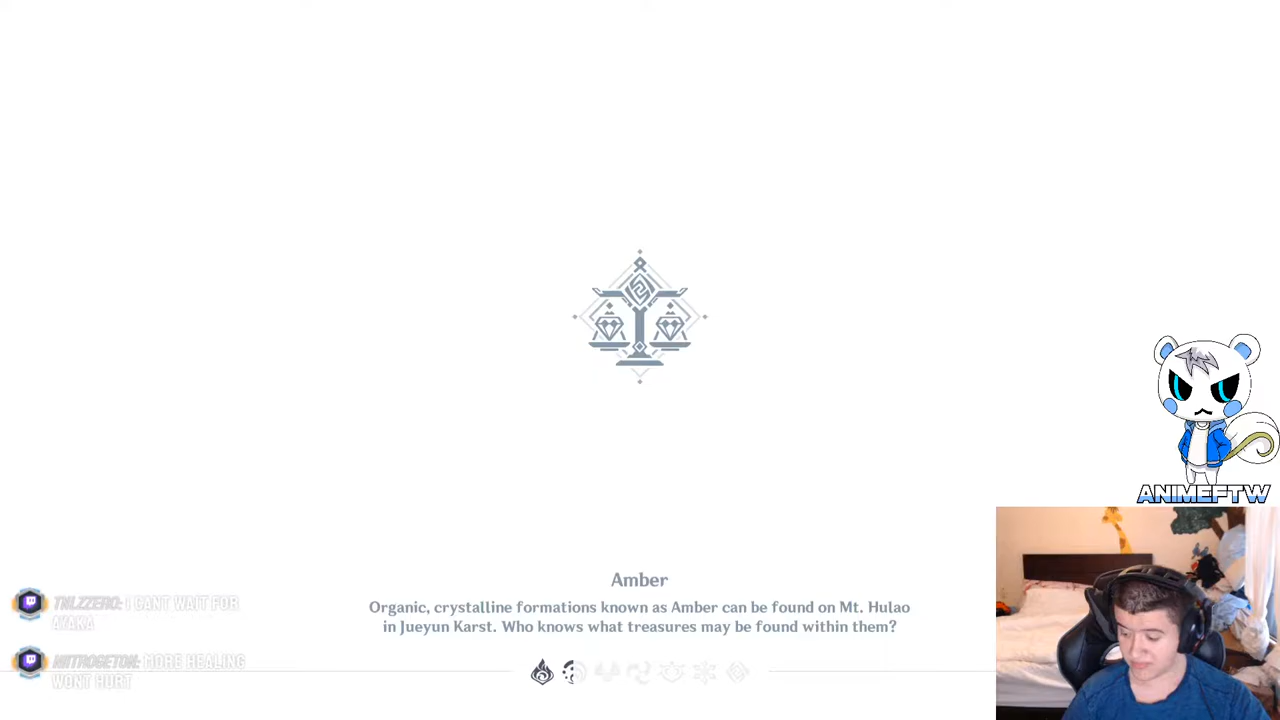 ANIMEFTW
Amber
Organic, crystalline formations known as Amber can be found on Mt. Hulao
in Jueyun Karst. Who knows what treasures may be found within them?
TNLZZERO: I CANT WAIT FOR
AYAKA
NITROGETON: MORE HEALING
WONT HURT